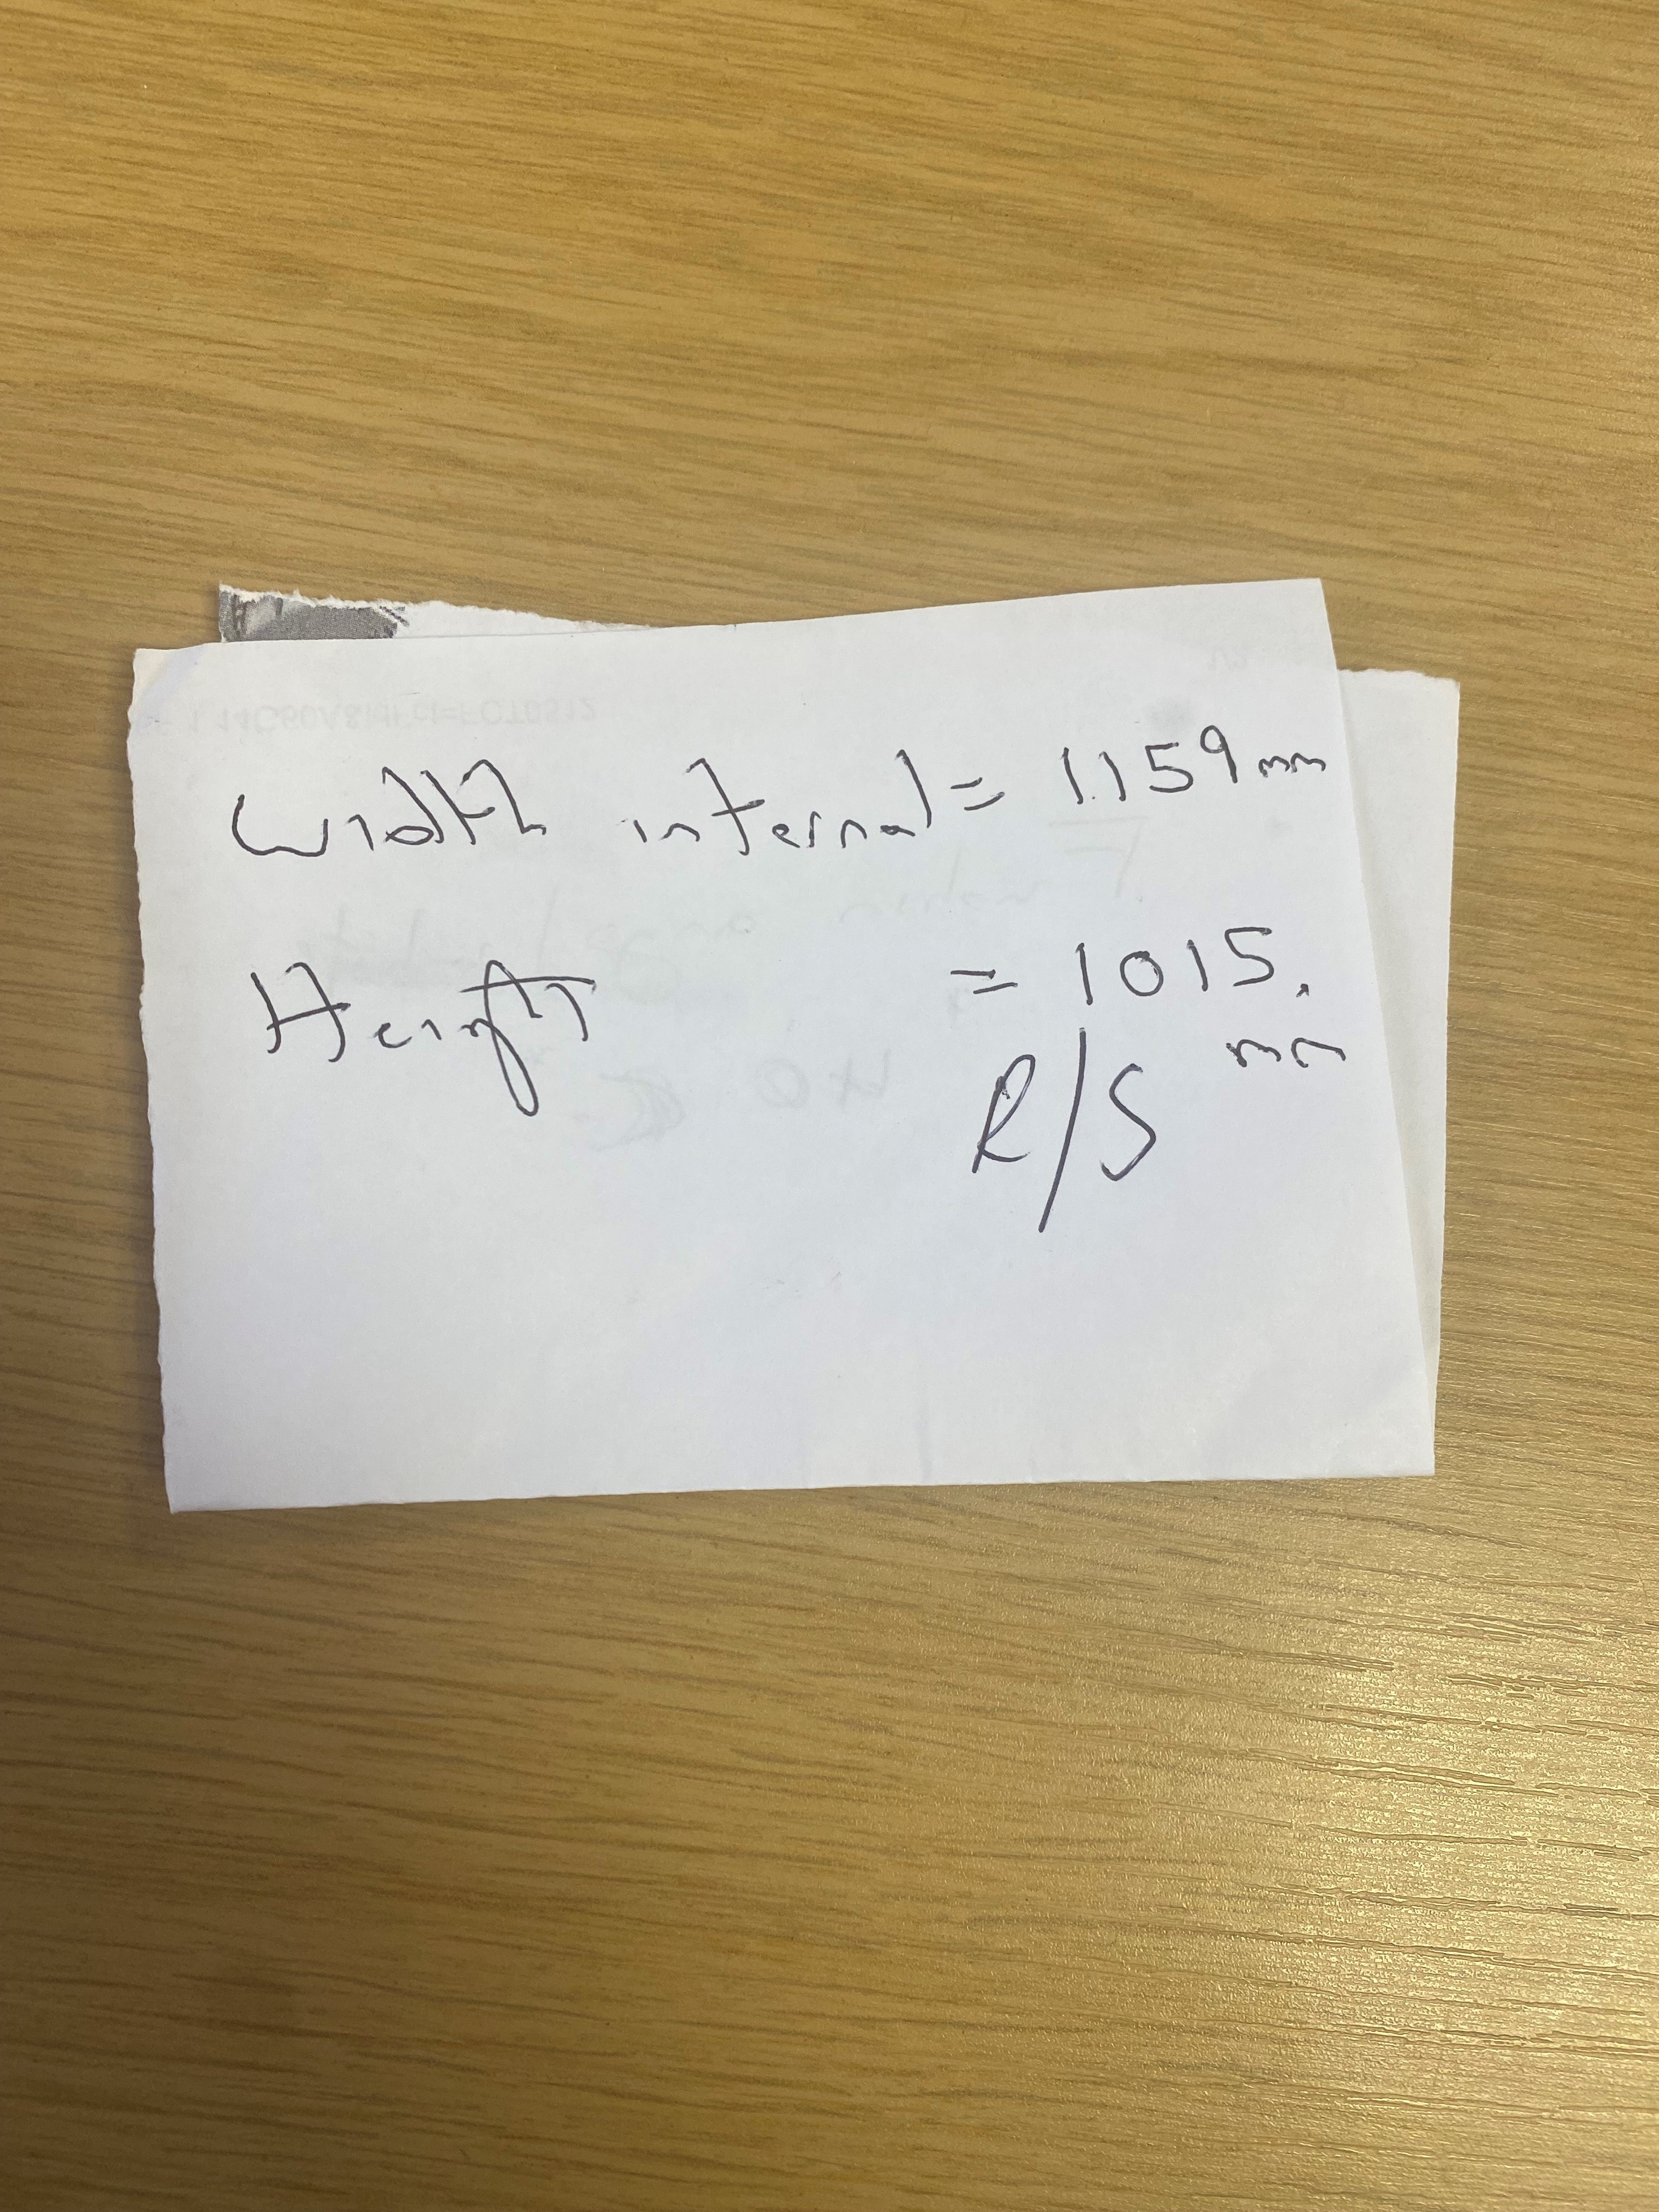 Width internal = 1159mm
Height = 1015.
mm
R/S